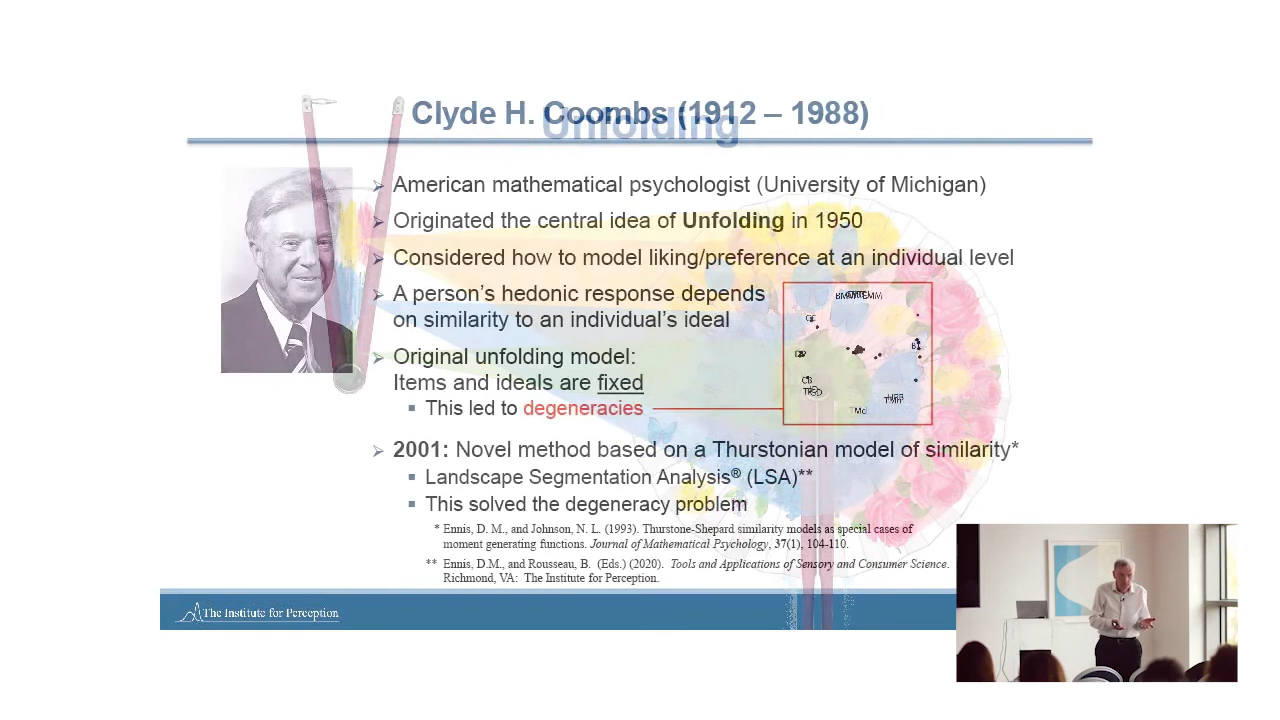 Clyde H. Coombs (1912 – 1988)
Unfolding
➢ American mathematical psychologist (University of Michigan)
➢ Originated the central idea of Unfolding in 1950
➢ Considered how to model liking/preference at an individual level
➢ A person's hedonic response depends
on similarity to an individual's ideal
➢ Original unfolding model:
Items and ideals are fixed
▪ This led to degeneracies
TMcl
➢ 2001: Novel method based on a Thurstonian model of similarity*
▪ Landscape Segmentation Analysis® (LSA)**
▪ This solved the degeneracy problem
* Ennis, D. M., and Johnson, N. L. (1993). Thurstone-Shepard similarity models as special cases of
moment generating functions. Journal of Mathematical Psychology, 37(1), 104-110.
** Ennis, D.M., and Rousseau, B. (Eds.) (2020). Tools and Applications of Sensory and Consumer Science.
Richmond, VA: The Institute for Perception.
The Institute for Perception